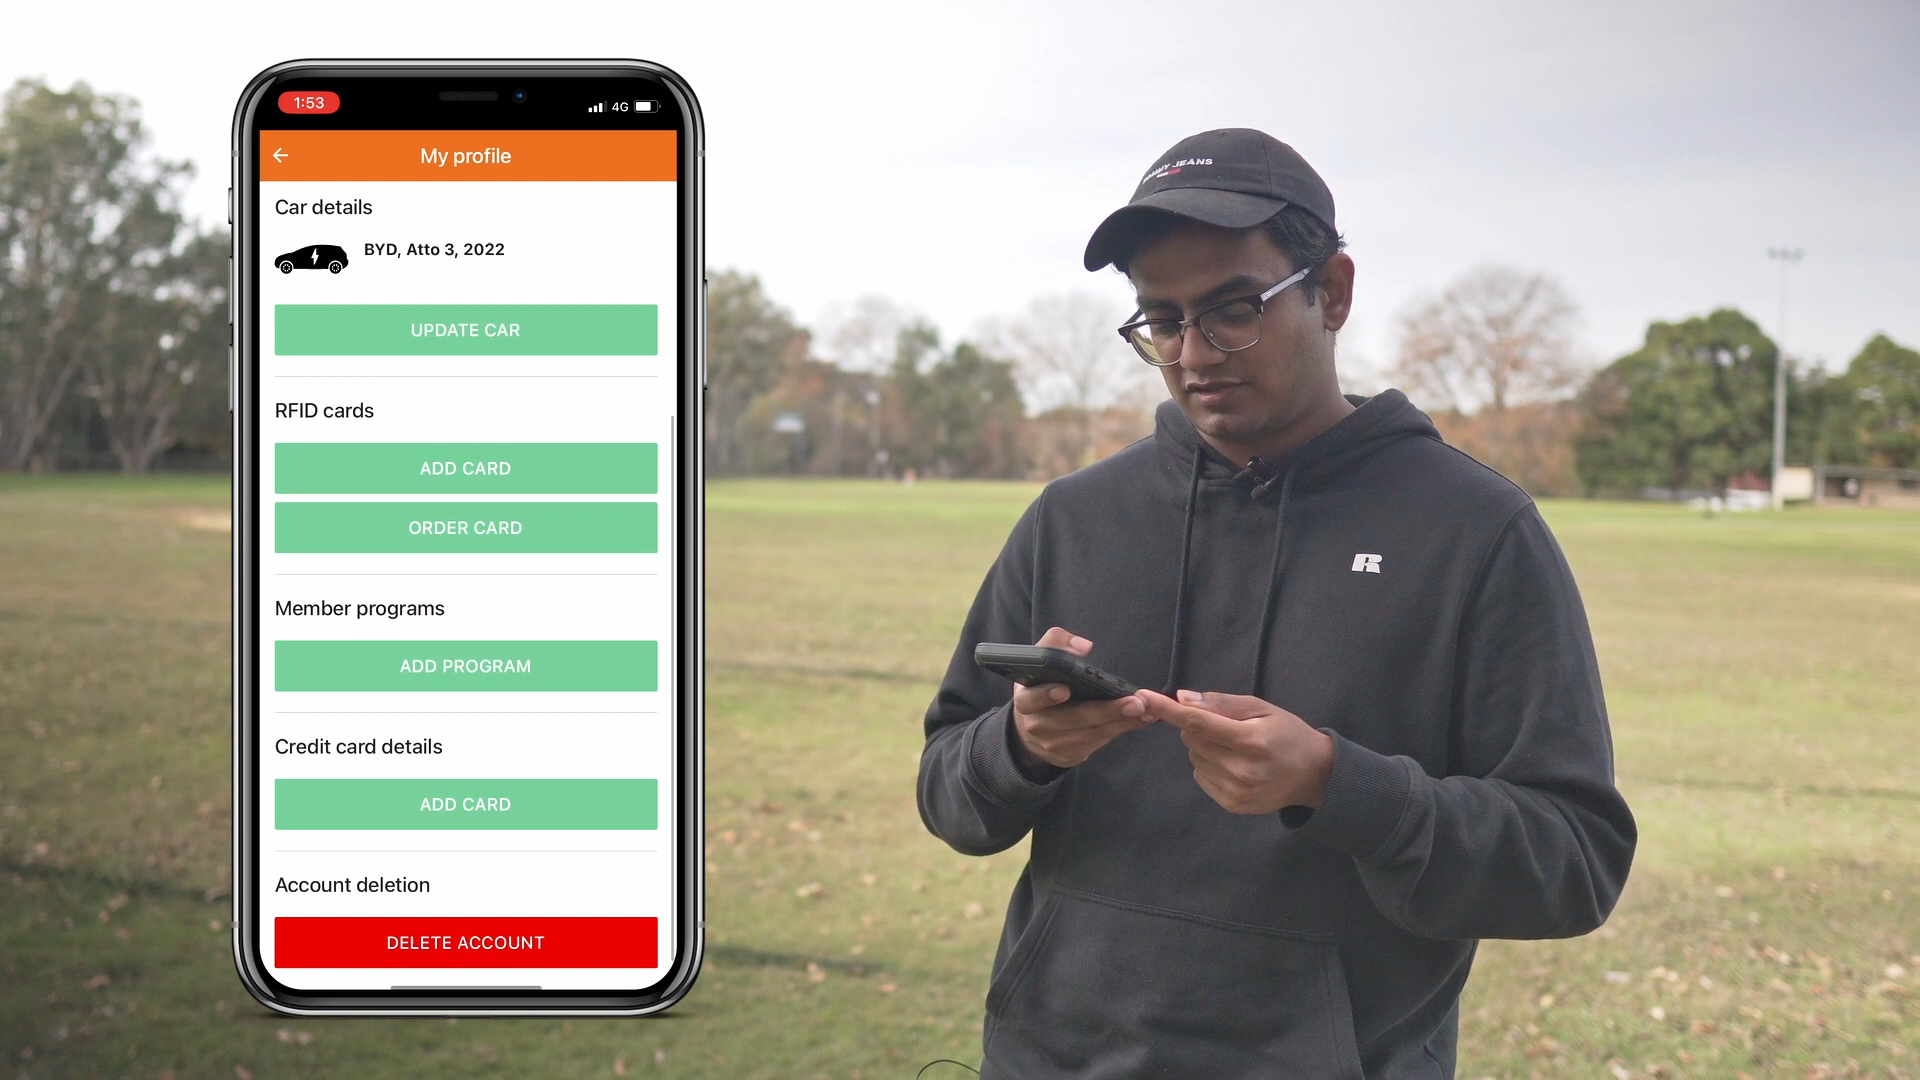 1:53
4G
My profile
Car details
BYD, Atto 3, 2022
UPDATE CAR
RFID cards
ADD CARD
ORDER CARD
Member programs
ADD PROGRAM
Credit card details
ADD CARD
Account deletion
DELETE ACCOUNT
JEANS
R